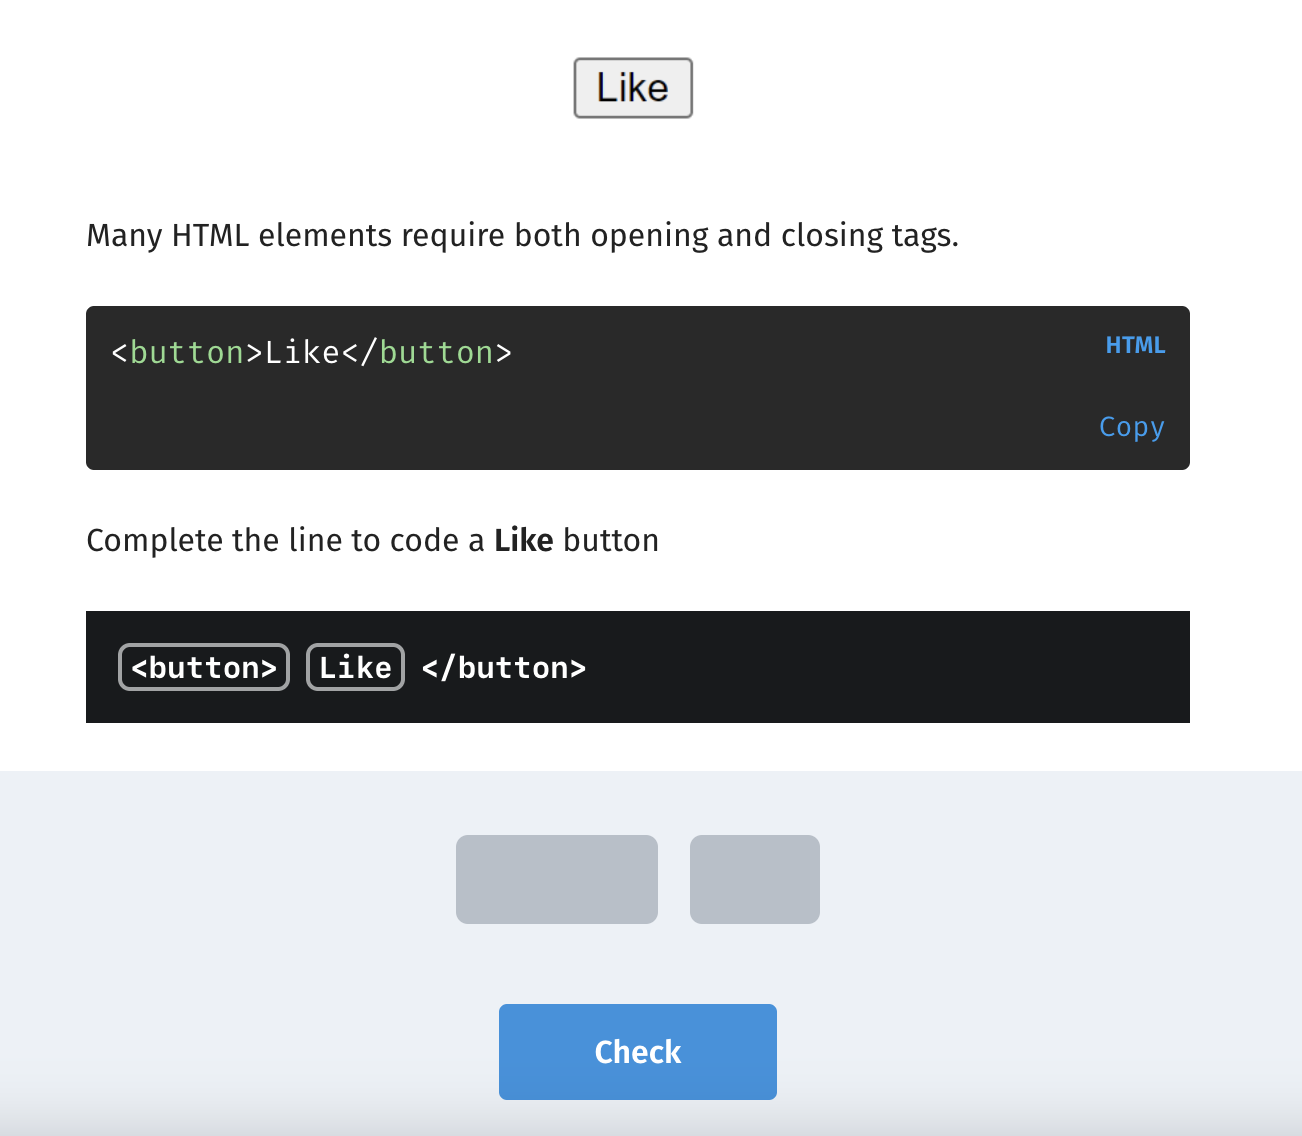 Like
Many HTML elements require both opening and closing tags.
<button>Like</button>
HTML
Copy
Complete the line to code a Like button
<button> Like </button>
Check